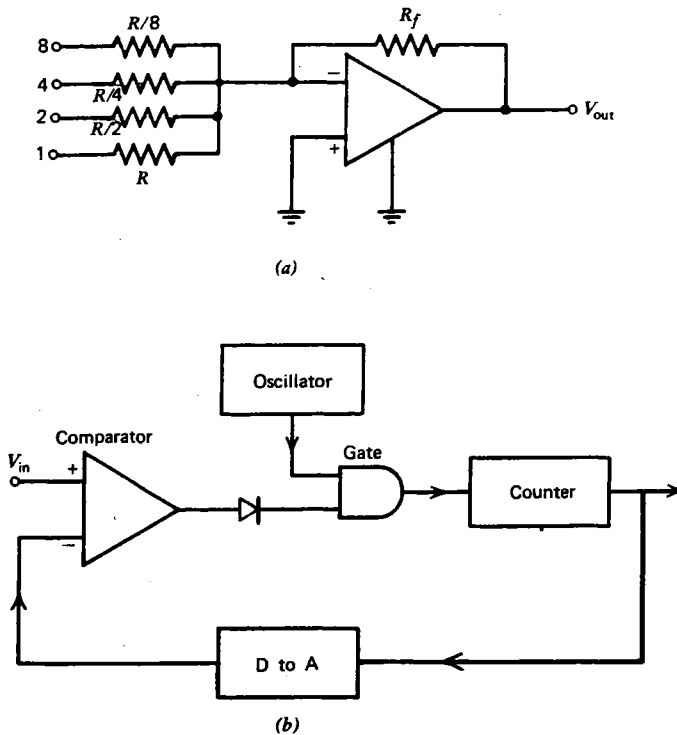 R/8
R_f
8
4
R/4
2
R/2
1
R
−
+
V_out
(a)
Oscillator
Comparator
Gate
V_in
+
−
Counter
D to A
(b)